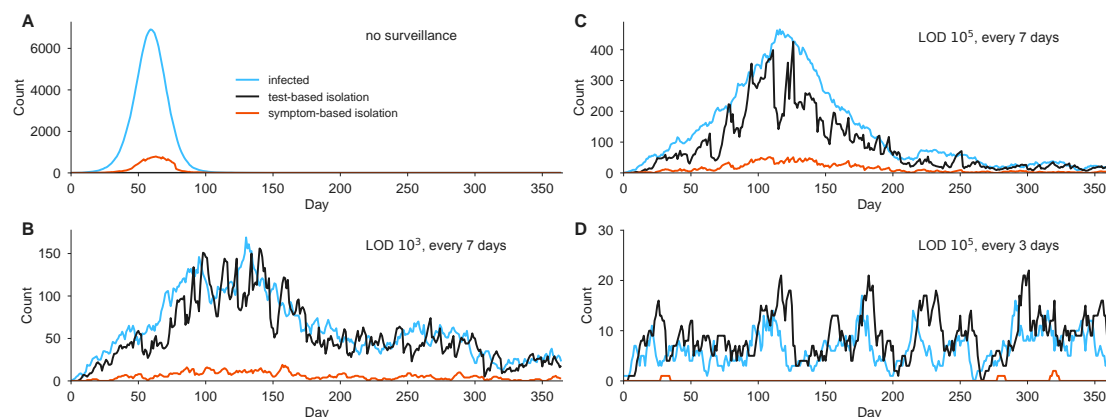 A
no surveillance
6000
4000
2000
0
Count
infected
test-based isolation
symptom-based isolation
0 50 100 150 200 250 300 350
Day
B
LOD 10³, every 7 days
150
100
50
0
Count
0 50 100 150 200 250 300 350
Day
C
LOD 10⁵, every 7 days
400
300
200
100
0
Count
0 50 100 150 200 250 300 350
Day
D
LOD 10⁵, every 3 days
30
20
10
0
Count
0 50 100 150 200 250 300 350
Day